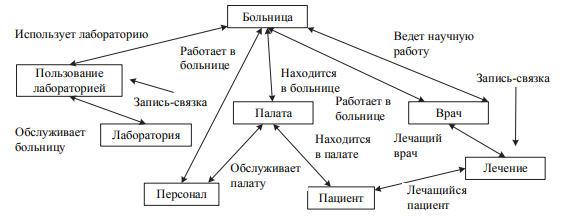 Больница
Использует лабораторию
Работает в
больнице
Ведет научную
работу
Пользование
лабораторией
Находится
в больнице
Запись-связка
Запись-связка
Работает в
больнице
Палата
Врач
Обслуживает
больницу
Лаборатория
Находится
в палате
Лечащий
врач
Обслуживает
палату
Лечение
Персонал
Пациент
Лечащийся
пациент